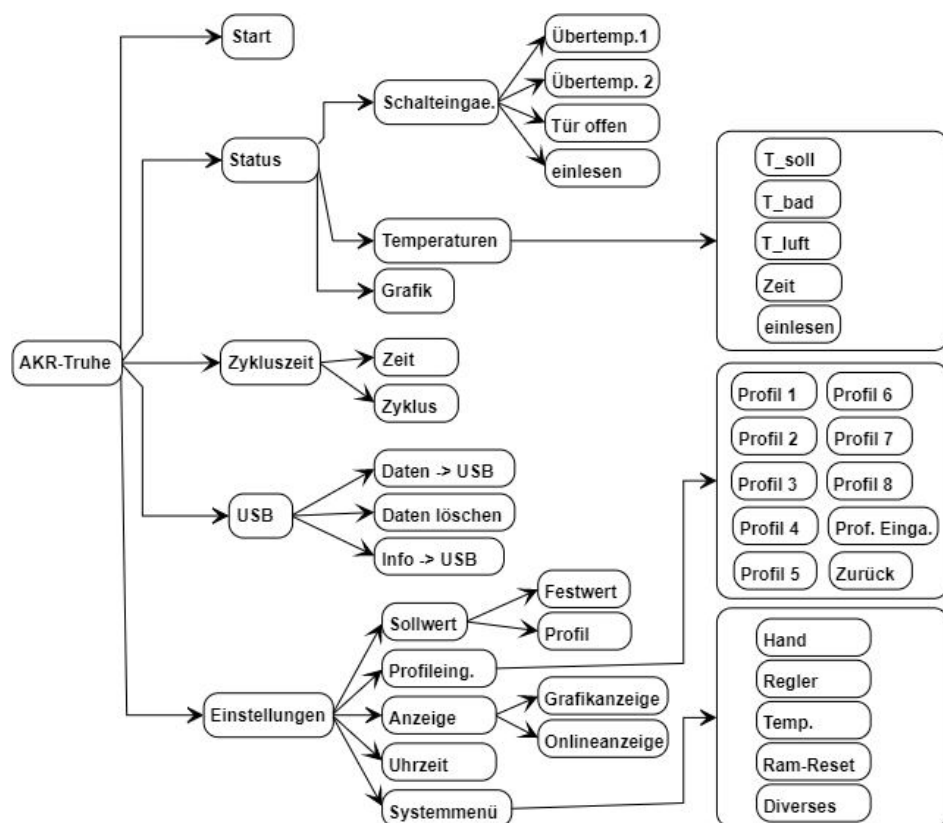 AKR-Truhe
Start
Status
Schalteingae.
Übertemp.1
Übertemp. 2
Tür offen
einlesen
Temperaturen
T_soll
T_bad
T_luft
Zeit
einlesen
Grafik
Zykluszeit
Zeit
Zyklus
USB
Daten -> USB
Daten löschen
Info -> USB
Einstellungen
Sollwert
Festwert
Profil
Profileing.
Profil 1
Profil 2
Profil 3
Profil 4
Profil 5
Profil 6
Profil 7
Profil 8
Prof. Einga.
Zurück
Anzeige
Grafikanzeige
Onlineanzeige
Uhrzeit
Systemmenü
Hand
Regler
Temp.
Ram-Reset
Diverses